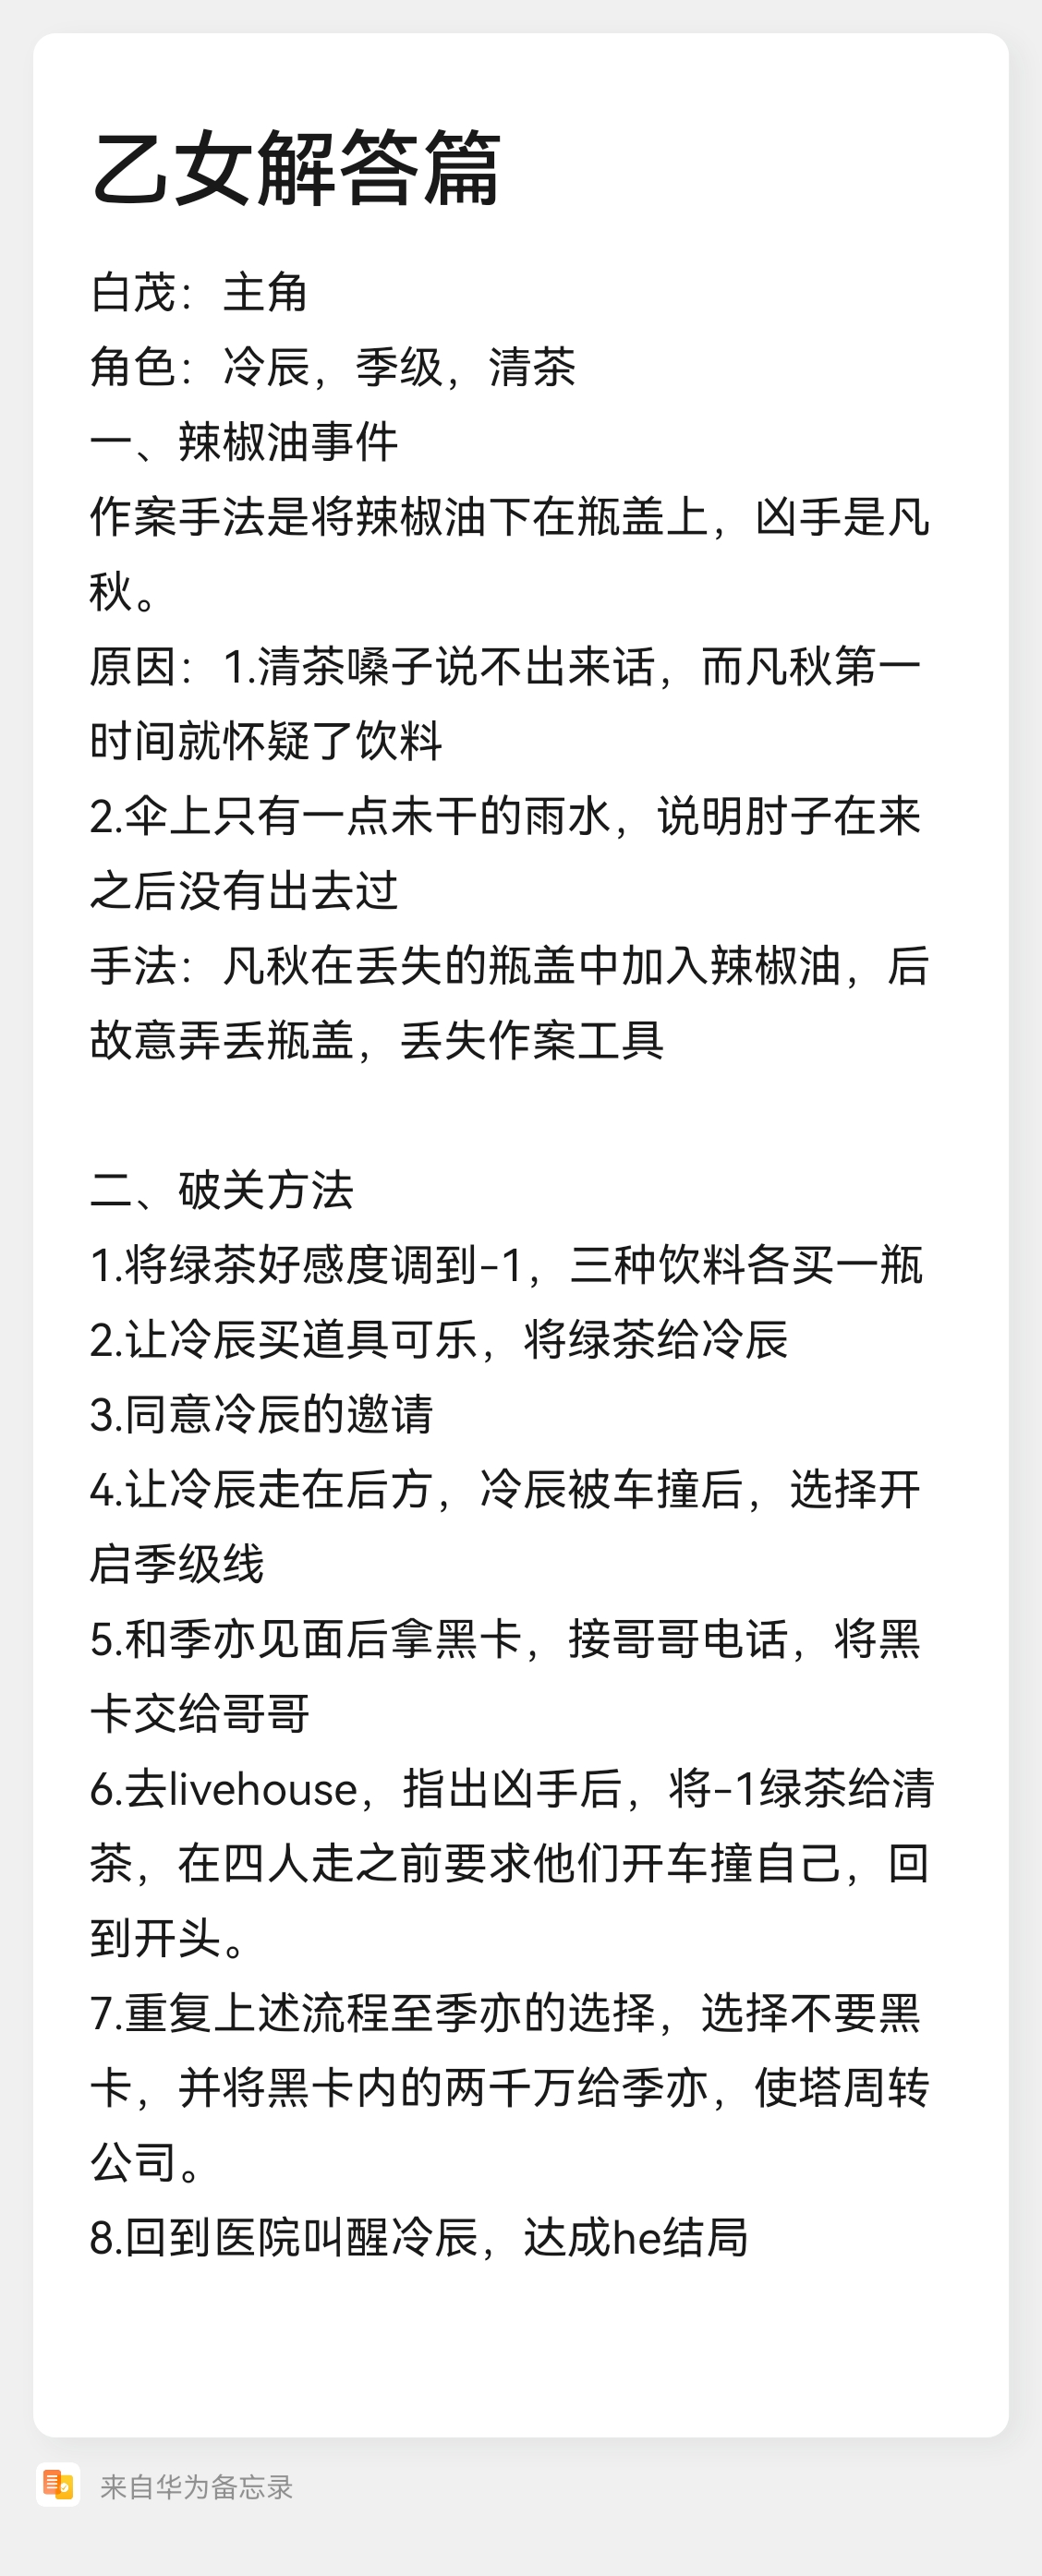 乙女解答篇
白茂：主角
角色：冷辰，季级，清茶
一、辣椒油事件
作案手法是将辣椒油下在瓶盖上，凶手是凡
秋。
原因：1.清茶嗓子说不出来话，而凡秋第一
时间就怀疑了饮料
2.伞上只有一点未干的雨水，说明肘子在来
之后没有出去过
手法：凡秋在丢失的瓶盖中加入辣椒油，后
故意弄丢瓶盖，丢失作案工具
二、破关方法
1.将绿茶好感度调到-1，三种饮料各买一瓶
2.让冷辰买道具可乐，将绿茶给冷辰
3.同意冷辰的邀请
4.让冷辰走在后方，冷辰被车撞后，选择开
启季级线
5.和季亦见面后拿黑卡，接哥哥电话，将黑
卡交给哥哥
6.去livehouse，指出凶手后，将-1绿茶给清
茶，在四人走之前要求他们开车撞自己，回
到开头。
7.重复上述流程至季亦的选择，选择不要黑
卡，并将黑卡内的两千万给季亦，使塔周转
公司。
8.回到医院叫醒冷辰，达成he结局
来自华为备忘录